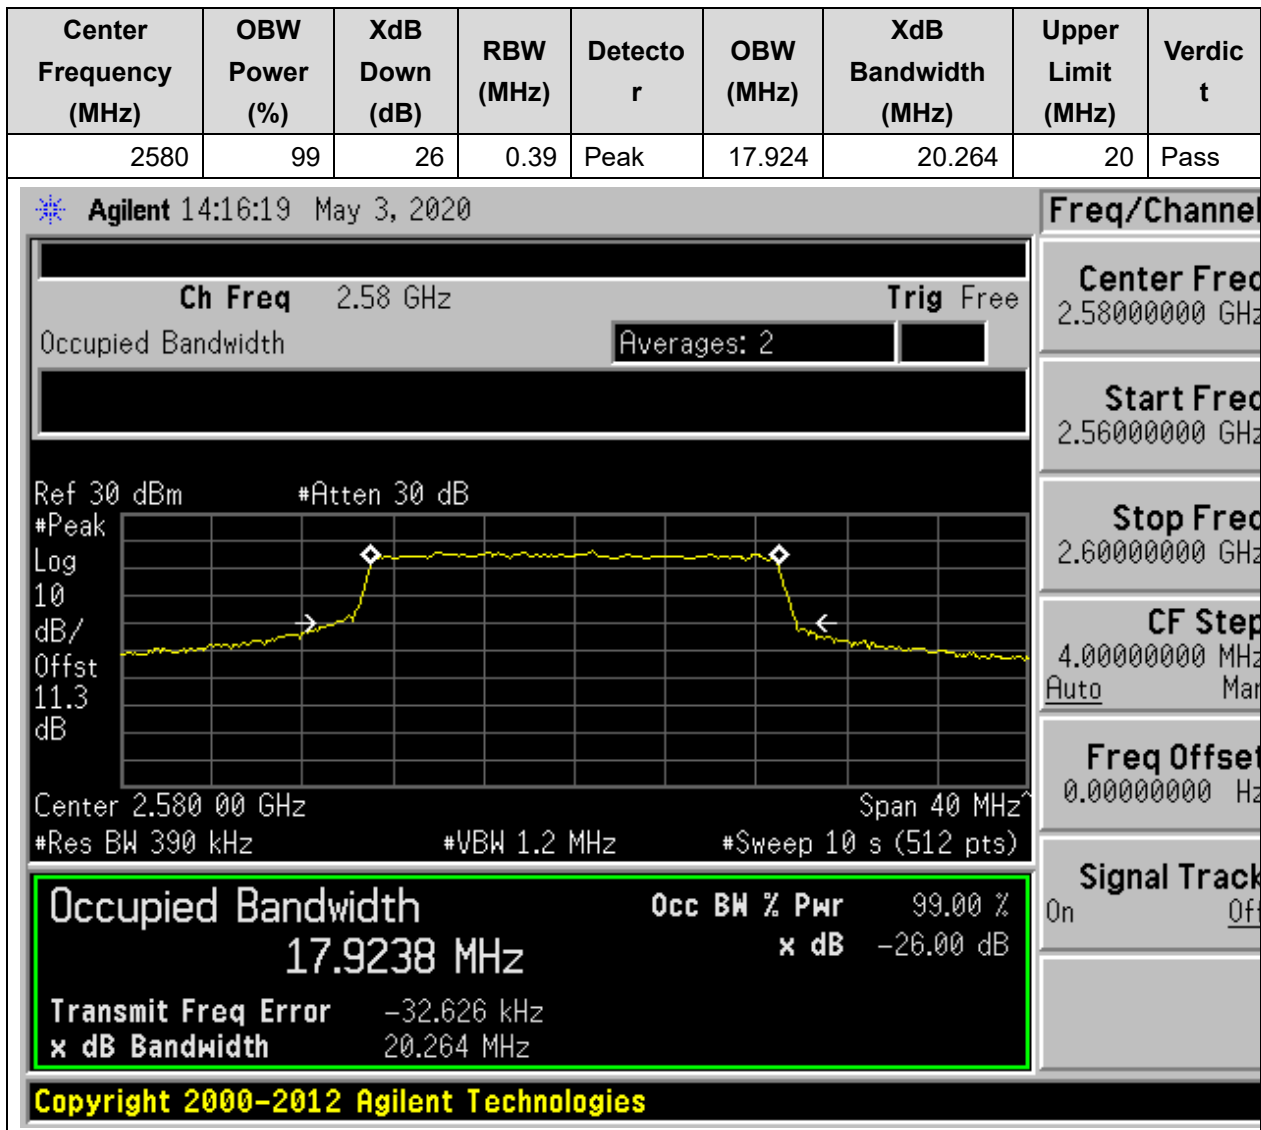 Center Frequency (MHz) OBW Power (%) XdB Down (dB) RBW (MHz) Detecto r OBW (MHz) XdB Bandwidth (MHz) Upper Limit (MHz) Verdic t
2580 99 26 0.39 Peak 17.924 20.264 20 Pass
Agilent 14:16:19 May 3, 2020
Ch Freq 2.58 GHz Trig Free
Occupied Bandwidth Averages: 2
Ref 30 dBm #Atten 30 dB
#Peak
Log
10
dB/
Offst
11.3
dB
Center 2.580 00 GHz Span 40 MHz^
#Res BW 390 kHz #VBW 1.2 MHz #Sweep 10 s (512 pts)
Occupied Bandwidth Occ BW % Pwr 99.00 %
17.9238 MHz x dB -26.00 dB
Transmit Freq Error -32.626 kHz
x dB Bandwidth 20.264 MHz
Copyright 2000-2012 Agilent Technologies
Freq/Channel
Center Freq
2.58000000 GHz
Start Freq
2.56000000 GHz
Stop Freq
2.60000000 GHz
CF Step
4.00000000 MHz
Auto Man
Freq Offset
0.00000000 Hz
Signal Track
On Off